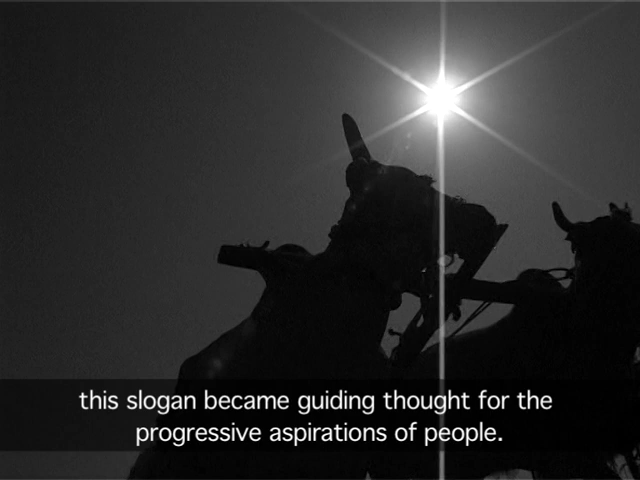 this slogan became guiding thought for the
progressive aspirations of people.